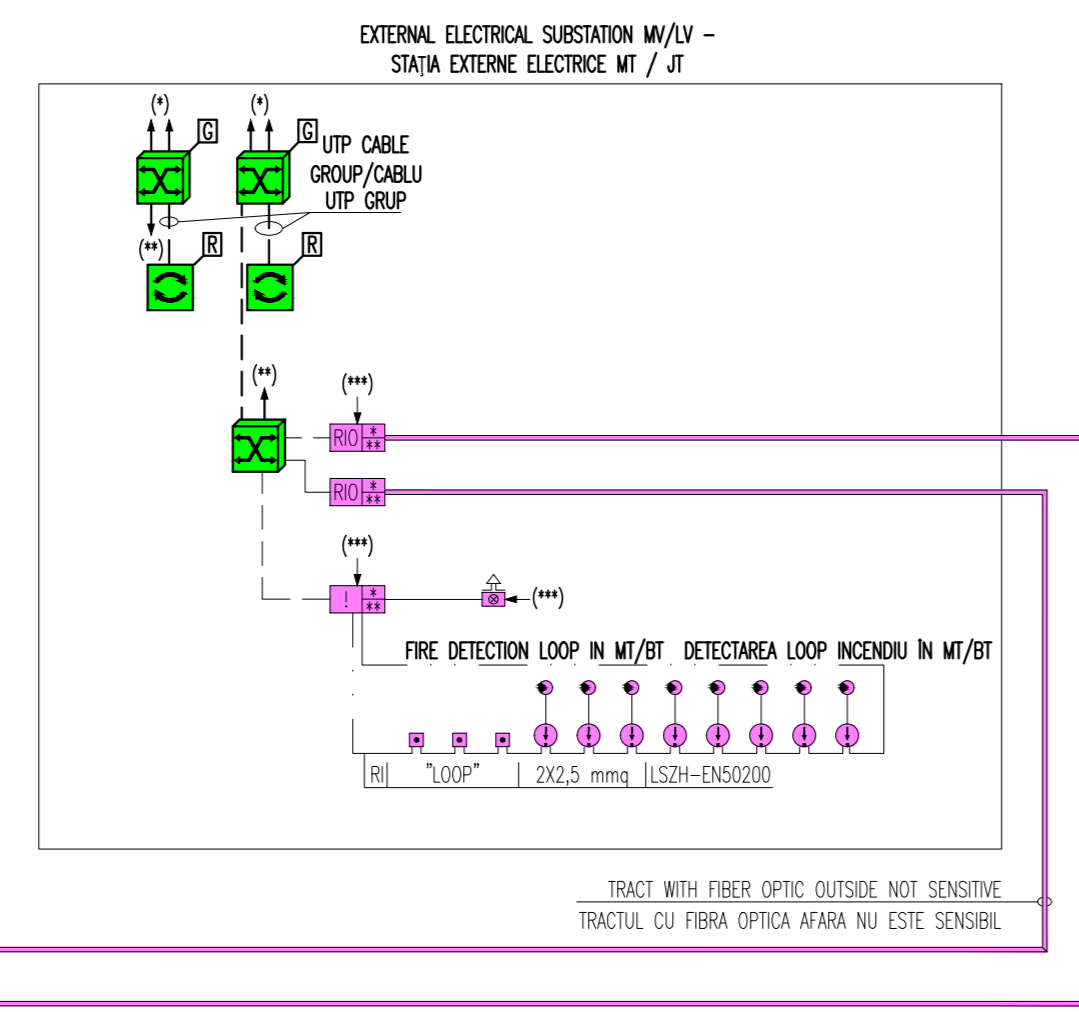 EXTERNAL ELECTRICAL SUBSTATION MV/LV –
STAȚIA EXTERNE ELECTRICE MT / JT
(*) (*)
G G
UTP CABLE
GROUP/CABLU
UTP GRUP
(**) R R
(**) (***)
RIO * **
RIO * **
(***)
! * ** (***)
FIRE DETECTION LOOP IN MT/BT DETECTAREA LOOP INCENDIU ÎN MT/BT
RI "LOOP" 2X2,5 mmq LSZH-EN50200
TRACT WITH FIBER OPTIC OUTSIDE NOT SENSITIVE
TRACTUL CU FIBRA OPTICA AFARA NU ESTE SENSIBIL